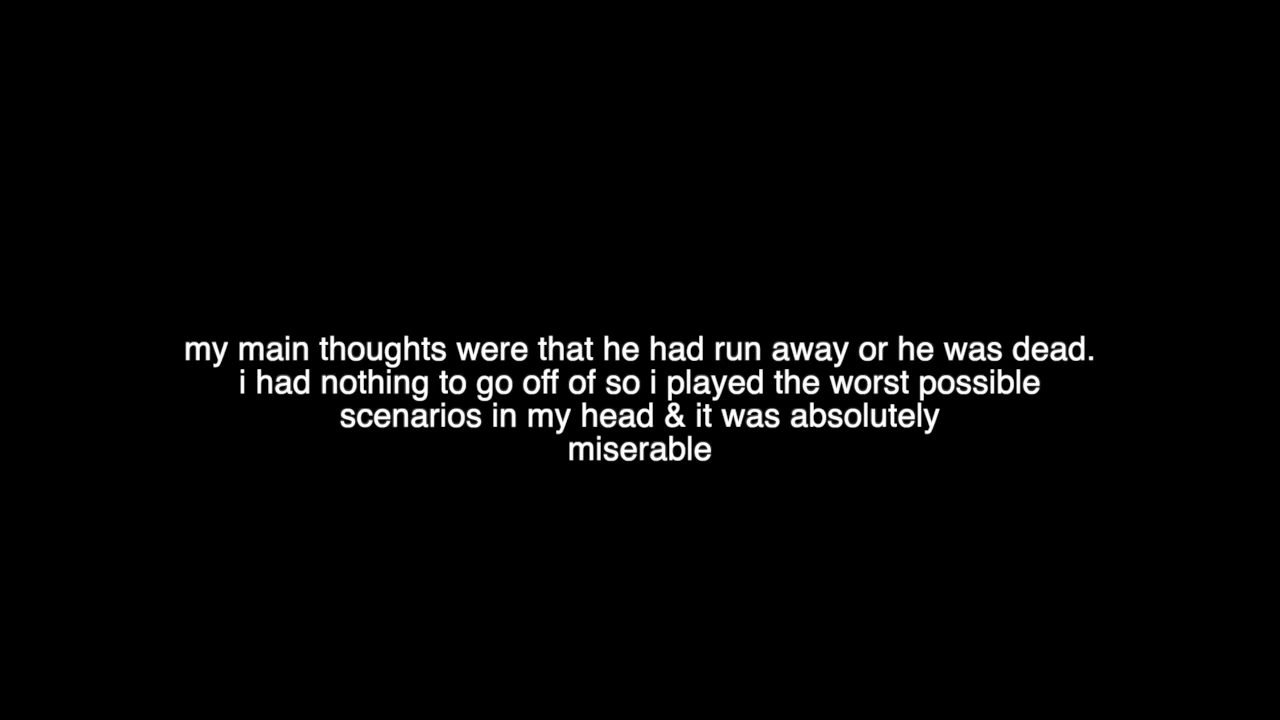 my main thoughts were that he had run away or he was dead.
i had nothing to go off of so i played the worst possible
scenarios in my head & it was absolutely
miserable